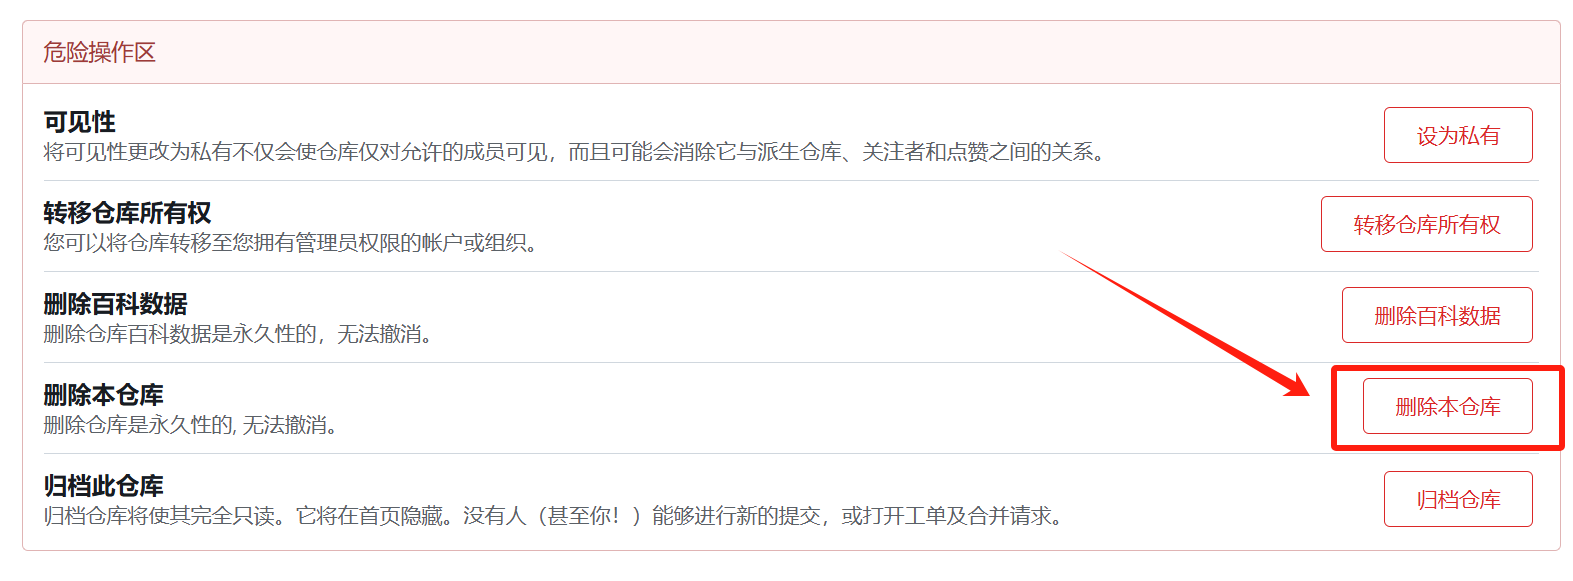 危险操作区
可见性
将可见性更改为私有不仅会使仓库仅对允许的成员可见，而且可能会消除它与派生仓库、关注者和点赞之间的关系。
设为私有
转移仓库所有权
您可以将仓库转移至您拥有管理员权限的帐户或组织。
转移仓库所有权
删除百科数据
删除仓库百科数据是永久性的，无法撤消。
删除百科数据
删除本仓库
删除仓库是永久性的, 无法撤消。
删除本仓库
归档此仓库
归档仓库将使其完全只读。它将在首页隐藏。没有人（甚至你！）能够进行新的提交，或打开工单及合并请求。
归档仓库